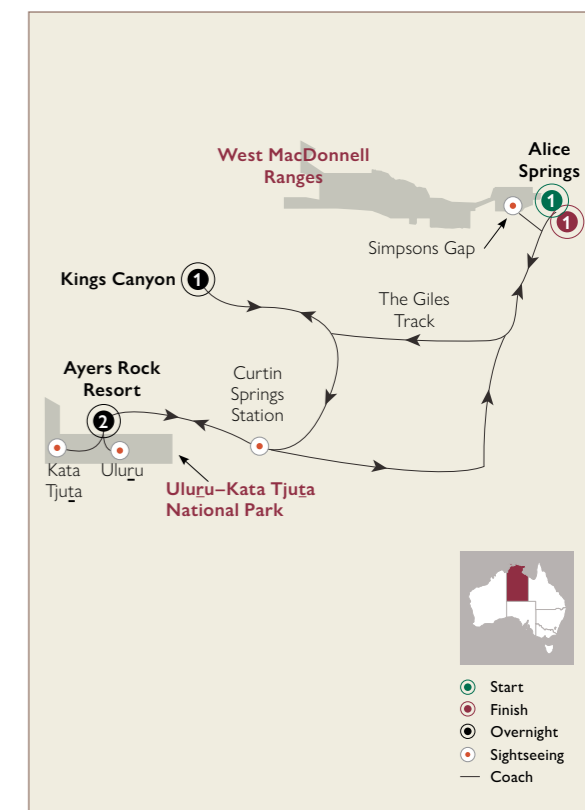 West MacDonnell
Ranges
Alice
Springs
1
1
Simpsons Gap
Kings Canyon
1
The Giles
Track
Ayers Rock
Resort
2
Curtin
Springs
Station
Kata
Tjuṯa
Uluṟu
Uluṟu–Kata Tjuṯa
National Park
Start
Finish
Overnight
Sightseeing
Coach